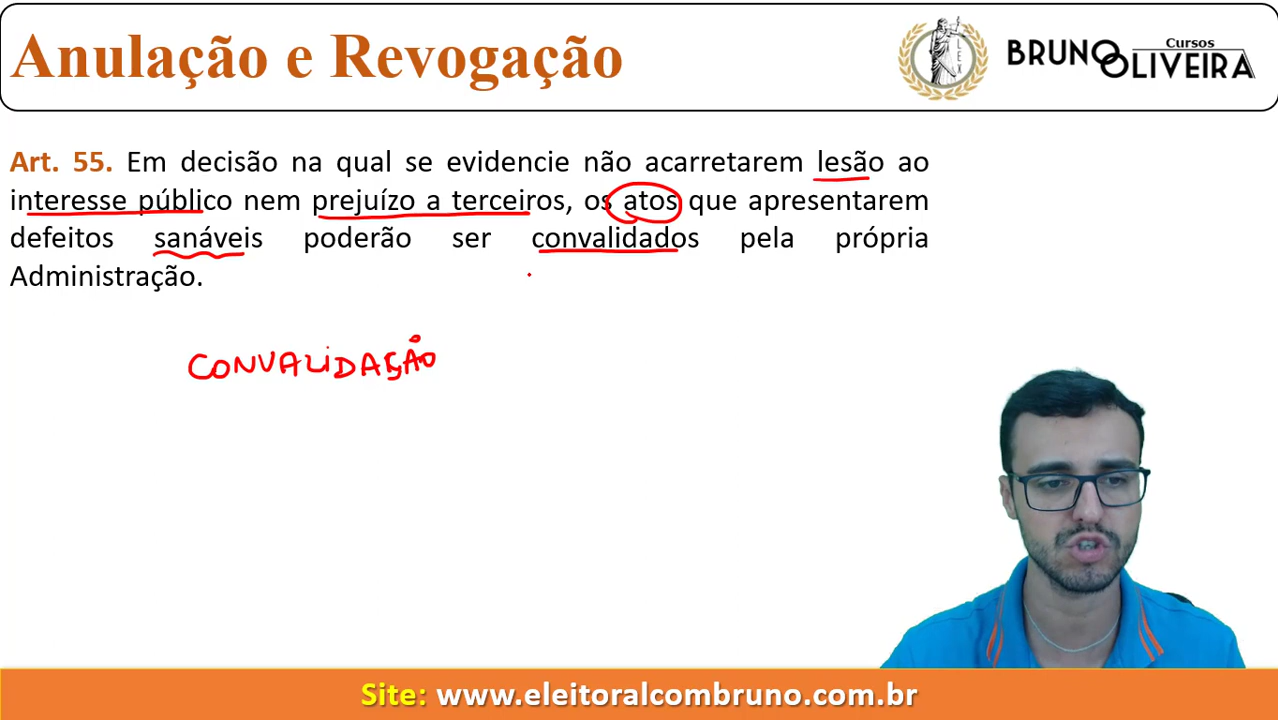 Anulação e Revogação
Cursos
BRUNO OLIVEIRA
LEX
Art. 55. Em decisão na qual se evidencie não acarretarem lesão ao
interesse público nem prejuízo a terceiros, os atos que apresentarem
defeitos sanáveis poderão ser convalidados pela própria
Administração.
CONVALIDAÇÃO
Site: www.eleitoralcombruno.com.br